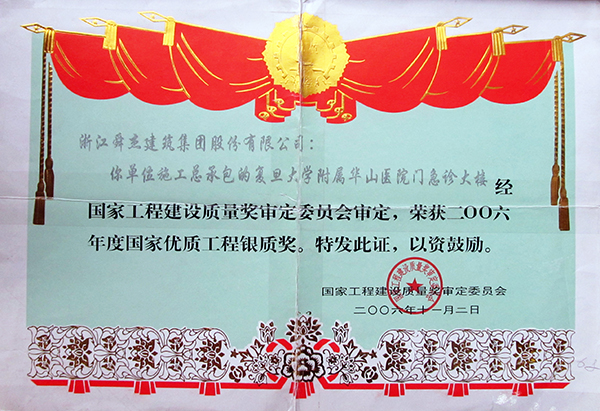 浙江舜杰建筑集团股份有限公司：
你单位施工总承包的复旦大学附属华山医院门急诊大楼经
国家工程建设质量奖审定委员会审定，荣获二〇〇六
年度国家优质工程银质奖。特发此证，以资鼓励。
国家工程建设质量奖审定委员会
二〇〇六年十一月二日